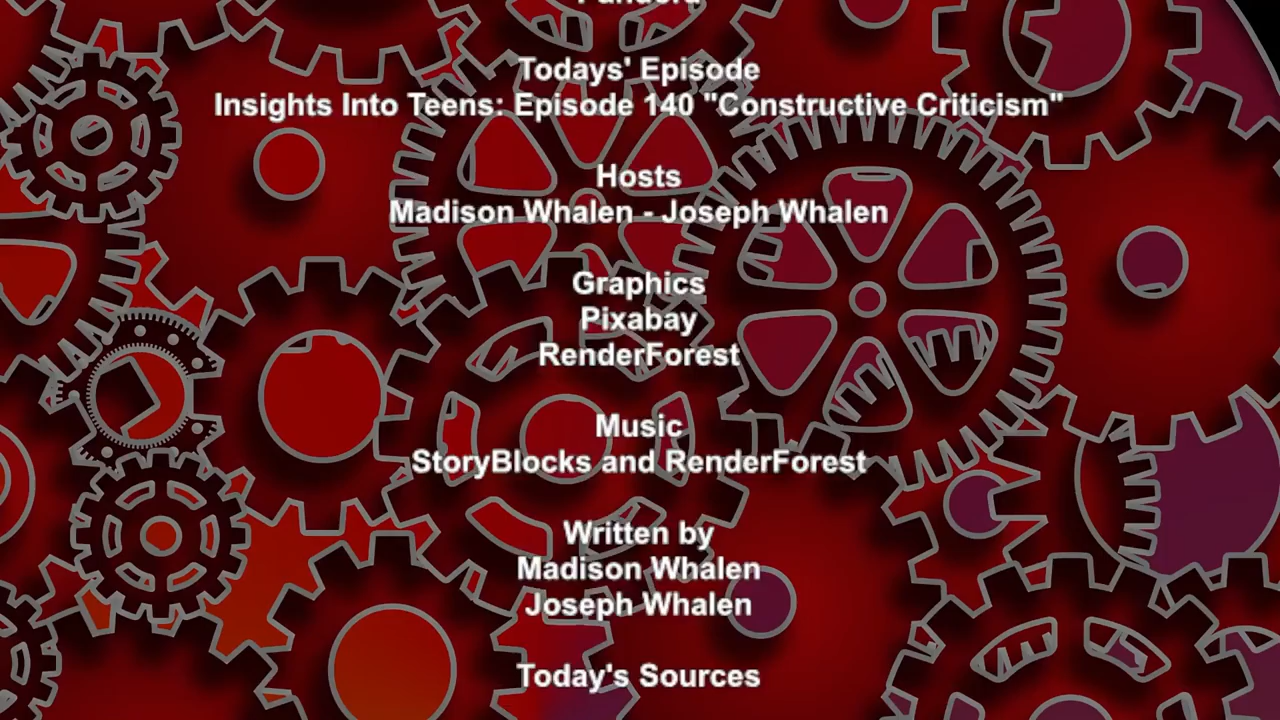 Pandora
Todays' Episode
Insights Into Teens: Episode 140 "Constructive Criticism"
Hosts
Madison Whalen - Joseph Whalen
Graphics
Pixabay
RenderForest
Music
StoryBlocks and RenderForest
Written by
Madison Whalen
Joseph Whalen
Today's Sources